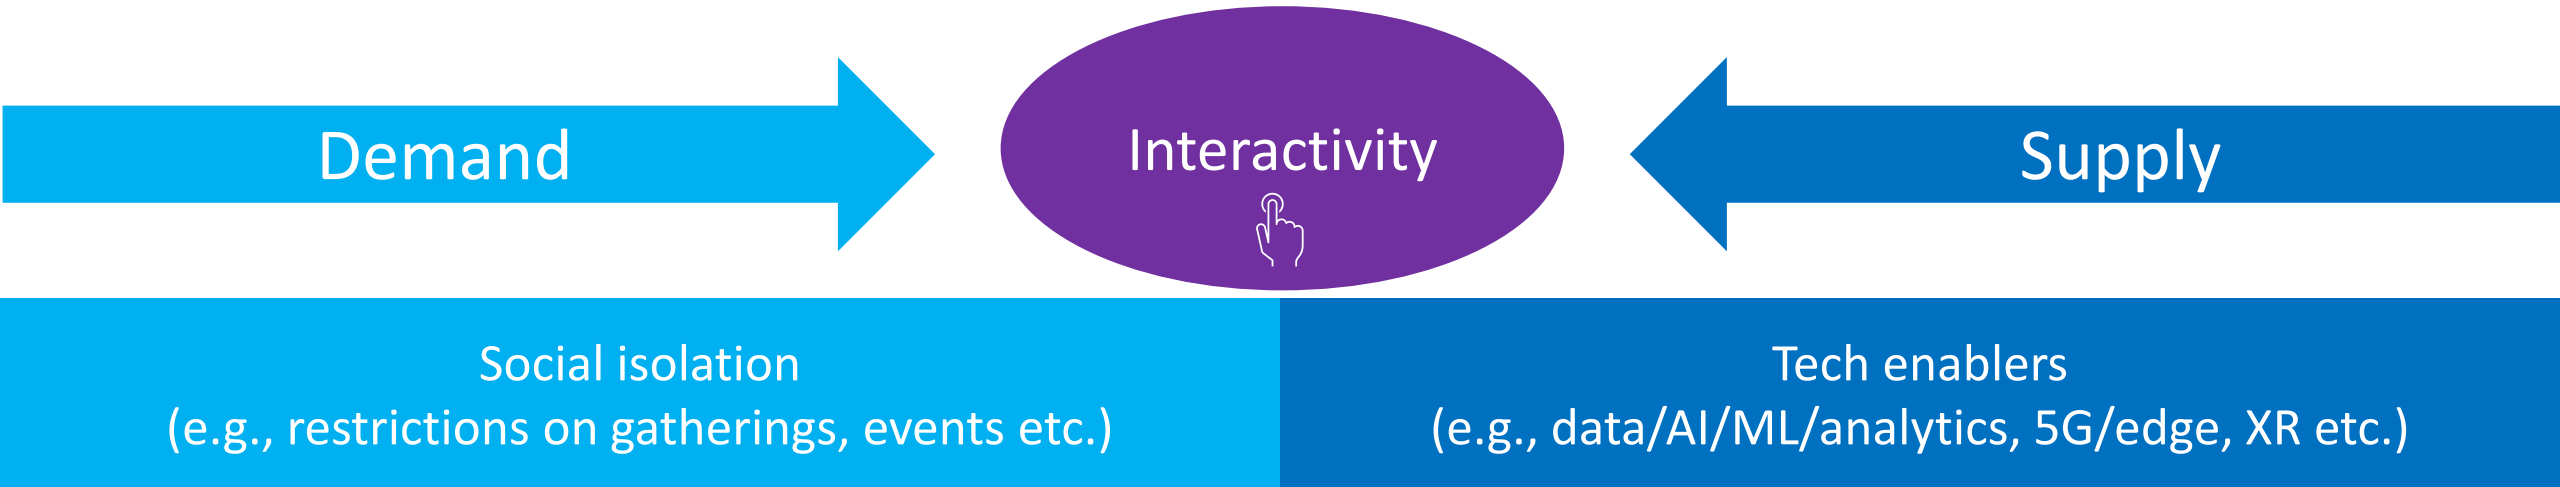 Demand
Interactivity
Supply
Social isolation
(e.g., restrictions on gatherings, events etc.)
Tech enablers
(e.g., data/AI/ML/analytics, 5G/edge, XR etc.)